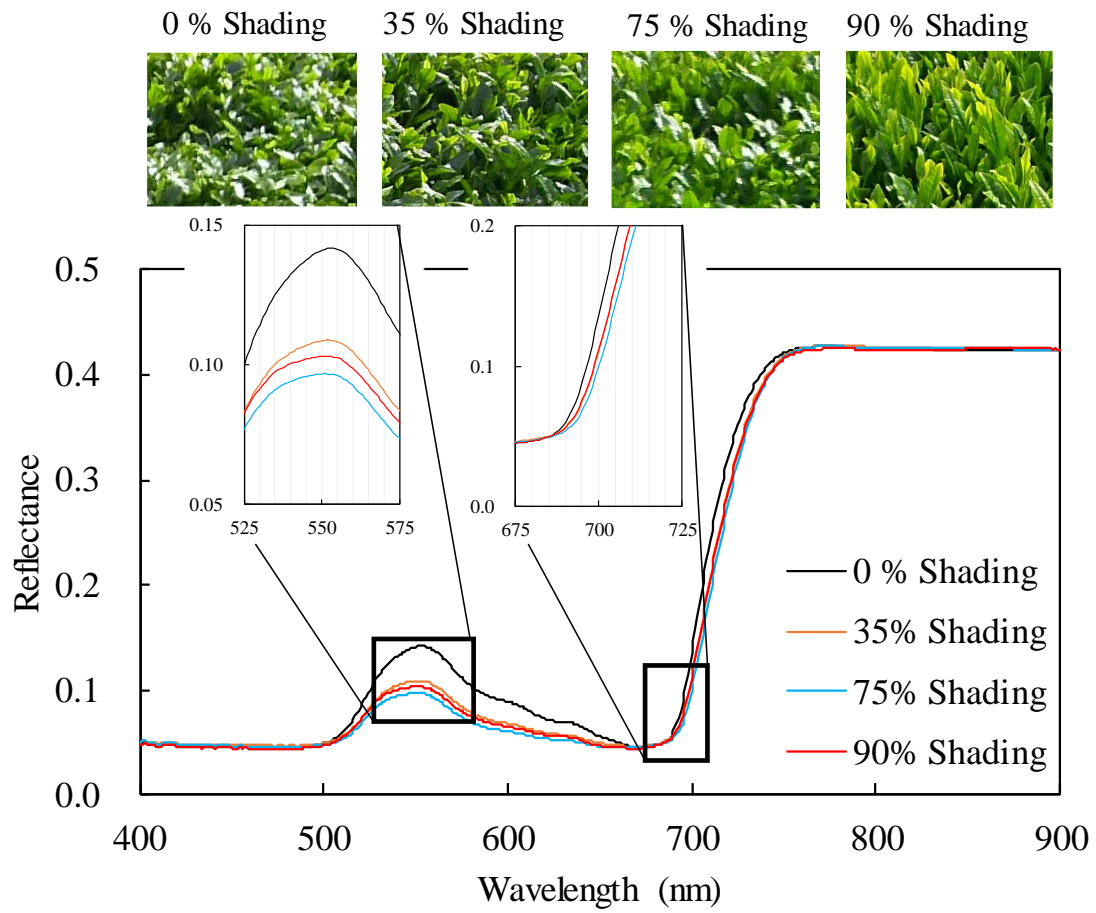 0 % Shading 35 % Shading 75 % Shading 90 % Shading
0.15
0.10
0.05
525 550 575
0.2
0.1
0.0
675 700 725
0.5
0.4
0.3
0.2
0.1
0.0
Reflectance
0 % Shading
35% Shading
75% Shading
90% Shading
400 500 600 700 800 900
Wavelength (nm)